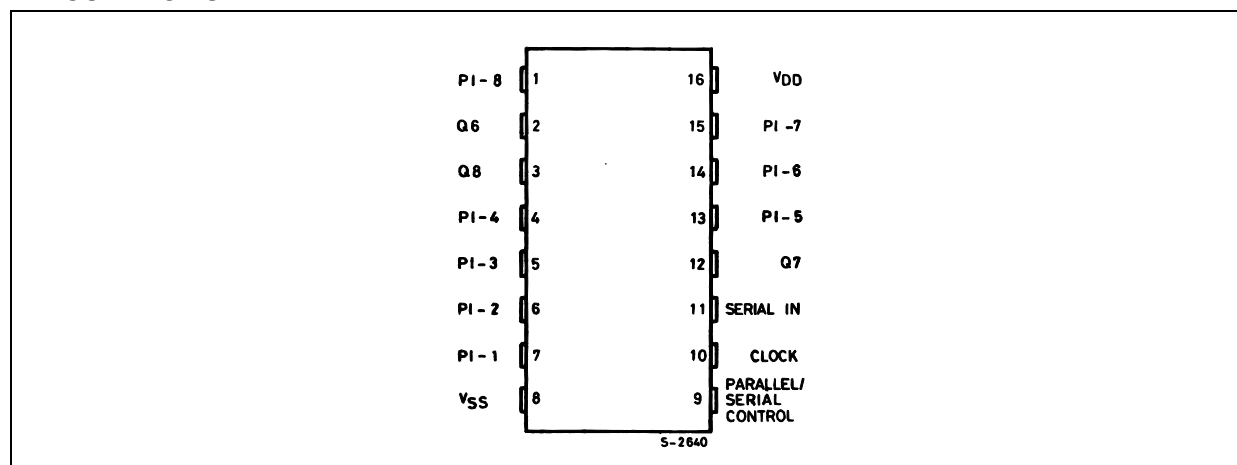 PI-8 1 16 VDD
Q6 2 15 PI-7
Q8 3 14 PI-6
PI-4 4 13 PI-5
PI-3 5 12 Q7
PI-2 6 11 SERIAL IN
PI-1 7 10 CLOCK
VSS 8 9 PARALLEL/
SERIAL
CONTROL
S-2640